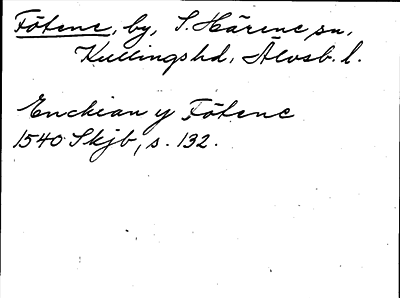 Fötene, by, S. Härene sn,
Kullings hd, Älvsb. l.
Enckian y Fötene
1540 Skjb, s. 132.